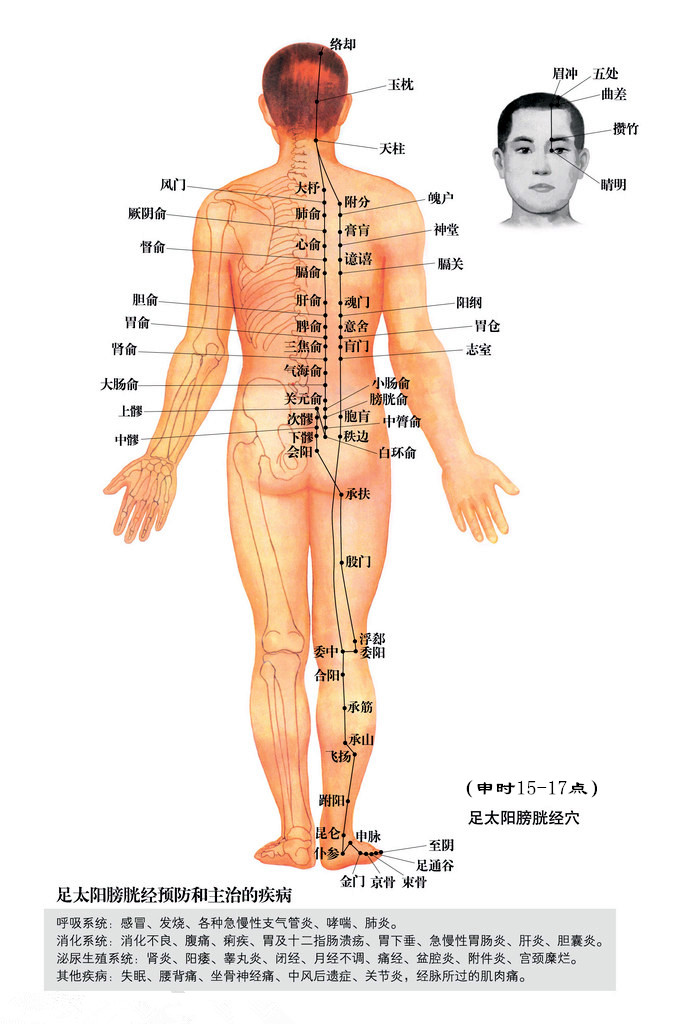 络却
玉枕
天柱
眉冲
五处
曲差
攒竹
睛明
大杼
风门
附分
魄户
肺俞
厥阴俞
膏肓
神堂
心俞
督俞
谚譆
膈俞
膈关
胆俞
肝俞
魂门
阳纲
胃俞
脾俞
意舍
胃仓
肾俞
三焦俞
肓门
志室
气海俞
大肠俞
小肠俞
关元俞
膀胱俞
上髎
次髎
胞肓
中膂俞
中髎
下髎
秩边
会阳
白环俞
承扶
殷门
浮郄
委中
委阳
合阳
承筋
承山
飞扬
跗阳
昆仑
申脉
仆参
至阴
足通谷
金门
京骨
束骨
(申时15-17点)
足太阳膀胱经穴
足太阳膀胱经预防和主治的疾病
呼吸系统：感冒、发烧、各种急慢性支气管炎、哮喘、肺炎。
消化系统：消化不良、腹痛、痢疾、胃及十二指肠溃疡、胃下垂、急慢性胃肠炎、肝炎、胆囊炎。
泌尿生殖系统：肾炎、阳痿、睾丸炎、闭经、月经不调、痛经、盆腔炎、附件炎、宫颈糜烂。
其他疾病：失眠、腰背痛、坐骨神经痛、中风后遗症、关节炎，经脉所过的肌肉痛。